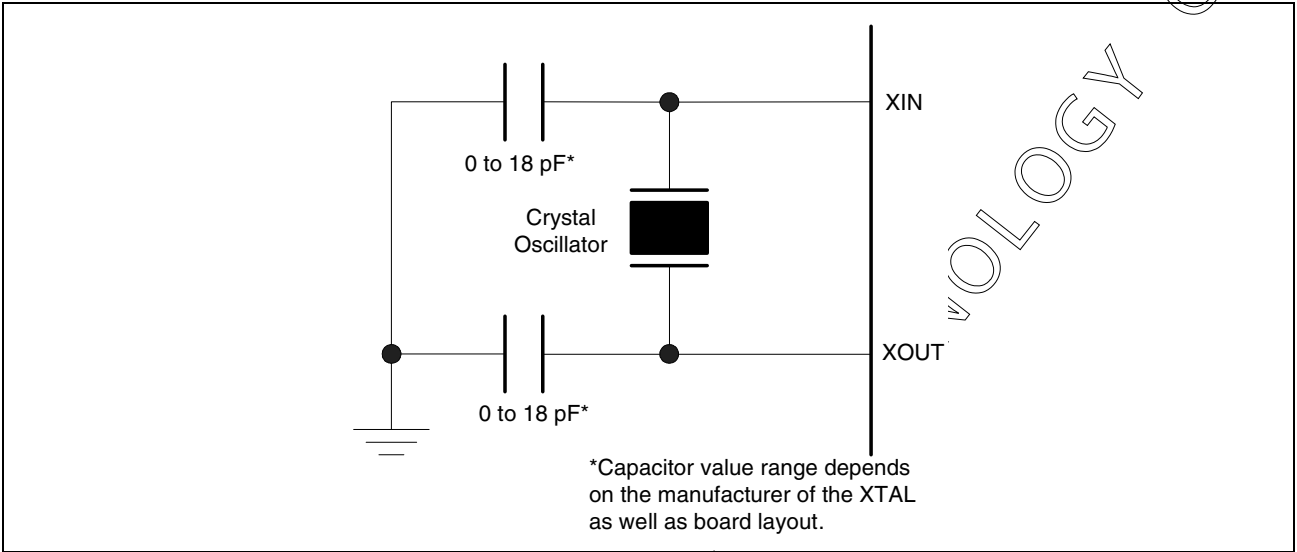 XIN
0 to 18 pF*
Crystal
Oscillator
XOUT
0 to 18 pF*
*Capacitor value range depends
on the manufacturer of the XTAL
as well as board layout.
OLOGY